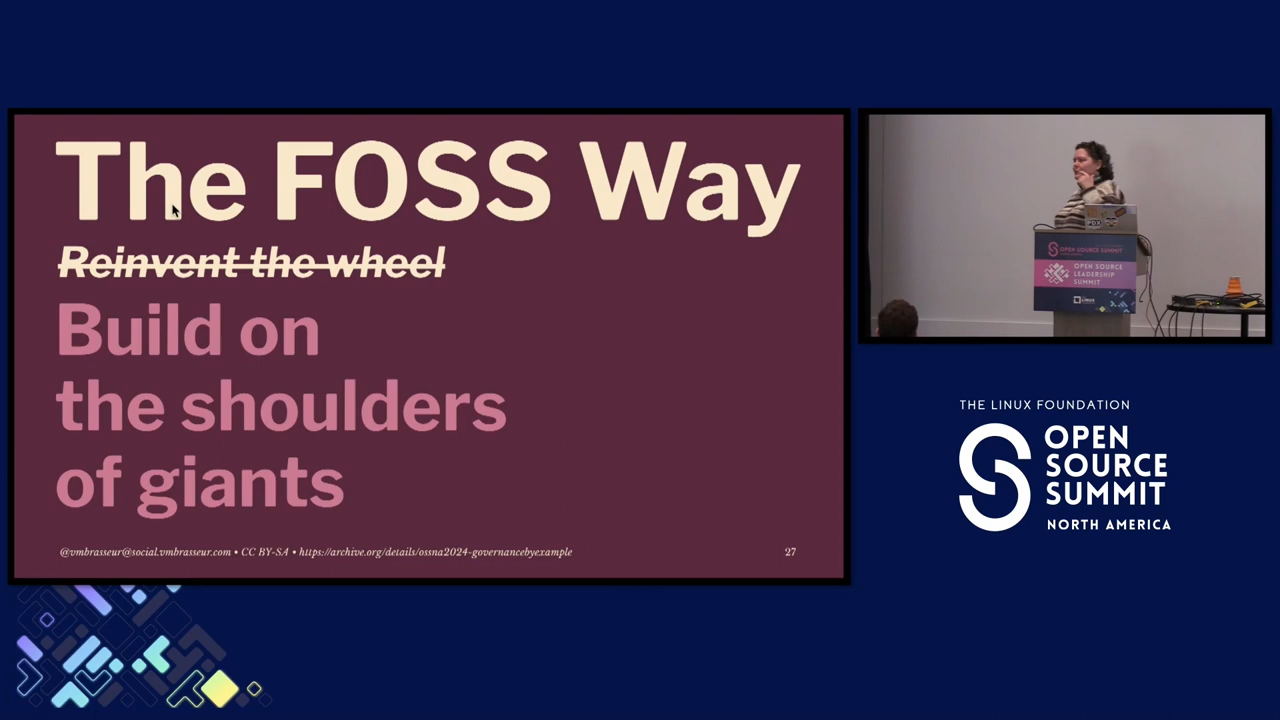 The FOSS Way
Reinvent the wheel
Build on
the shoulders
of giants
@vmbrasseur@social.vmbrasseur.com • CC BY-SA • https://archive.org/details/ossna2024-governancebyexample
27
OPEN SOURCE SUMMIT
OPEN SOURCE
LEADERSHIP
SUMMIT
THE LINUX FOUNDATION
OPEN
SOURCE
SUMMIT
NORTH AMERICA